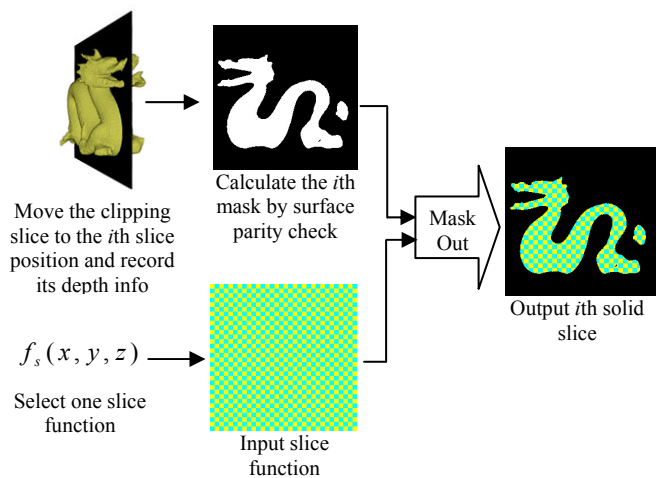 Move the clipping
slice to the ith slice
position and record
its depth info
Calculate the ith
mask by surface
parity check
Mask
Out
Output ith solid
slice
f_s(x, y, z)
Select one slice
function
Input slice
function